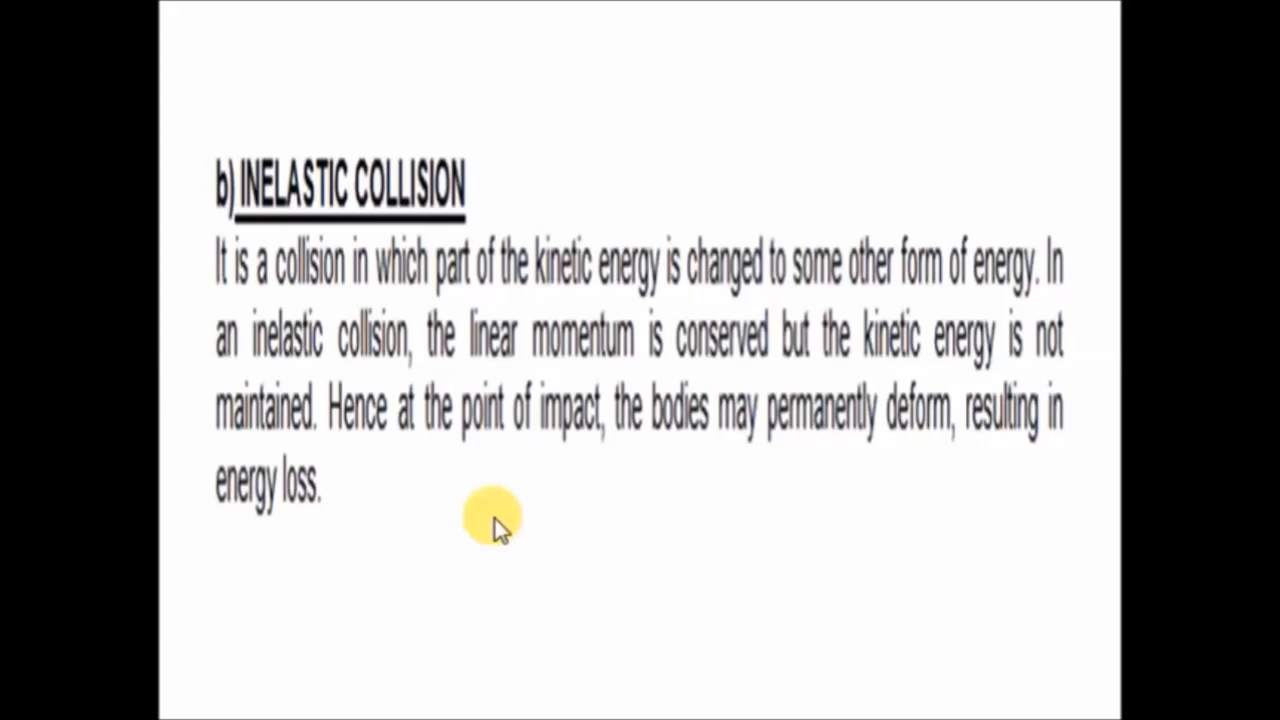 b) INELASTIC COLLISION
It is a collision in which part of the kinetic energy is changed to some other form of energy. In
an inelastic collision, the linear momentum is conserved but the kinetic energy is not
maintained. Hence at the point of impact, the bodies may permanently deform, resulting in
energy loss.